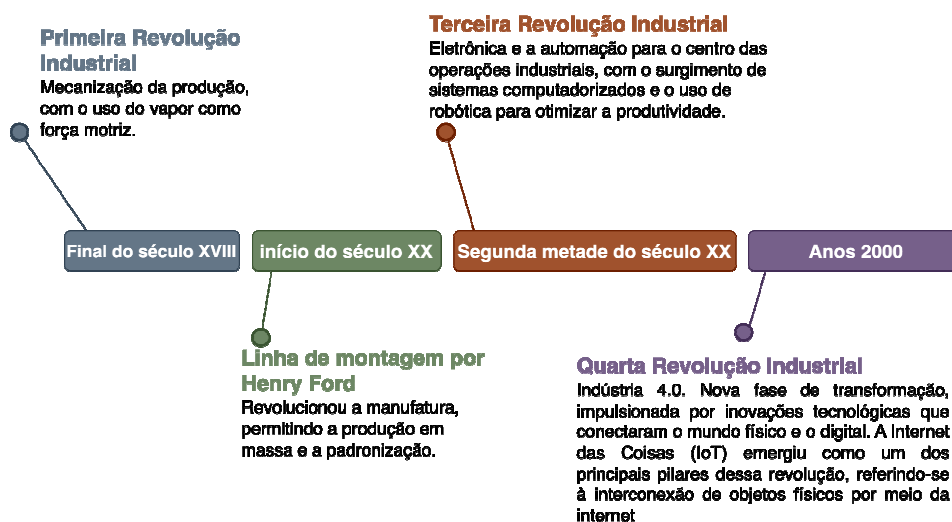 Primeira Revolução
Industrial
Mecanização da produção,
com o uso do vapor como
força motriz.
Terceira Revolução Industrial
Eletrônica e a automação para o centro das
operações industriais, com o surgimento de
sistemas computadorizados e o uso de
robótica para otimizar a produtividade.
Final do século XVIII
início do século XX
Segunda metade do século XX
Anos 2000
Linha de montagem por
Henry Ford
Revolucionou a manufatura,
permitindo a produção em
massa e a padronização.
Quarta Revolução Industrial
Indústria 4.0. Nova fase de transformação,
impulsionada por inovações tecnológicas que
conectaram o mundo físico e o digital. A Internet
das Coisas (IoT) emergiu como um dos
principais pilares dessa revolução, referindo-se
à interconexão de objetos físicos por meio da
internet